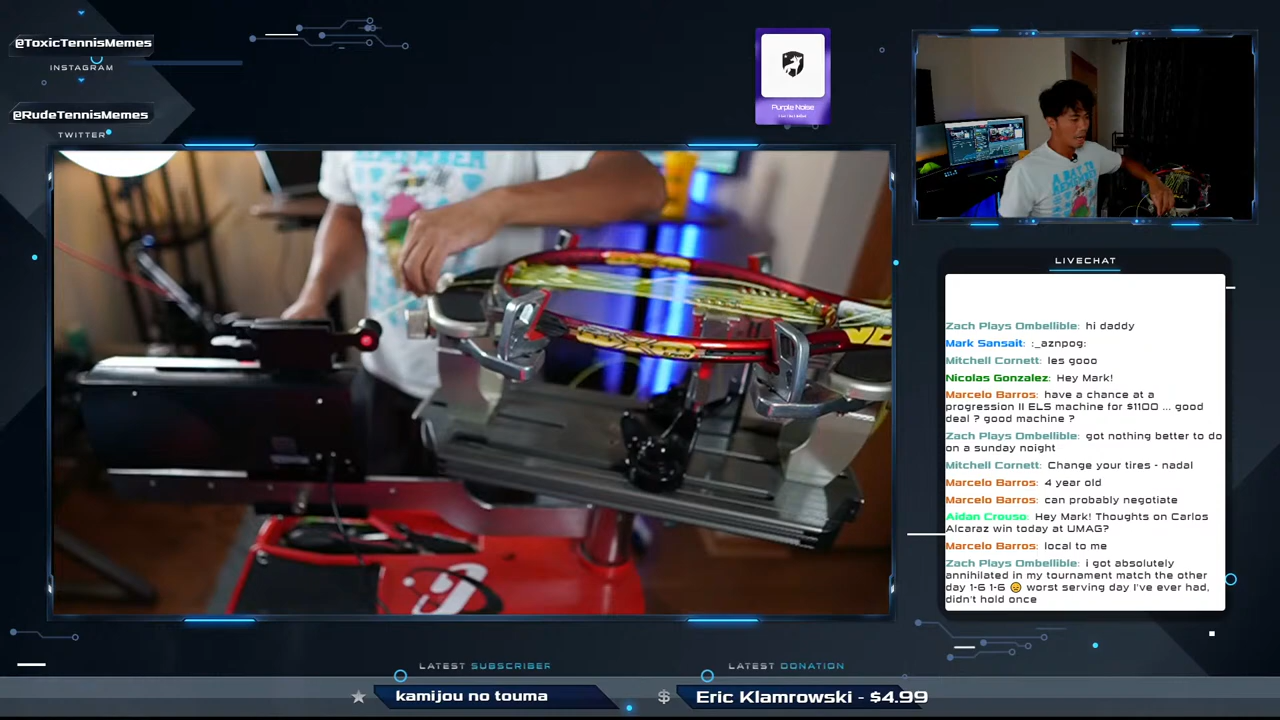 @ToxicTennisMemes
INSTAGRAM
@RudeTennisMemes
TWITTER
Purple Noise
LIVECHAT
Zach Plays Ombellible: hi daddy
Mark Sansait: :_aznpog:
Mitchell Cornett: les gooo
Nicolas Gonzalez: Hey Mark!
Marcelo Barros: have a chance at a
progression II ELS machine for $1100 ... good
deal ? good machine ?
Zach Plays Ombellible: got nothing better to do
on a sunday noight
Mitchell Cornett: Change your tires - nadal
Marcelo Barros: 4 year old
Marcelo Barros: can probably negotiate
Aidan Crouso: Hey Mark! Thoughts on Carlos
Alcaraz win today at UMAG?
Marcelo Barros: local to me
Zach Plays Ombellible: i got absolutely
annihilated in my tournament match the other
day 1-6 1-6 😔 worst serving day I've ever had,
didn't hold once
LATEST SUBSCRIBER
kamijou no touma
LATEST DONATION
$ Eric Klamrowski - $4.99